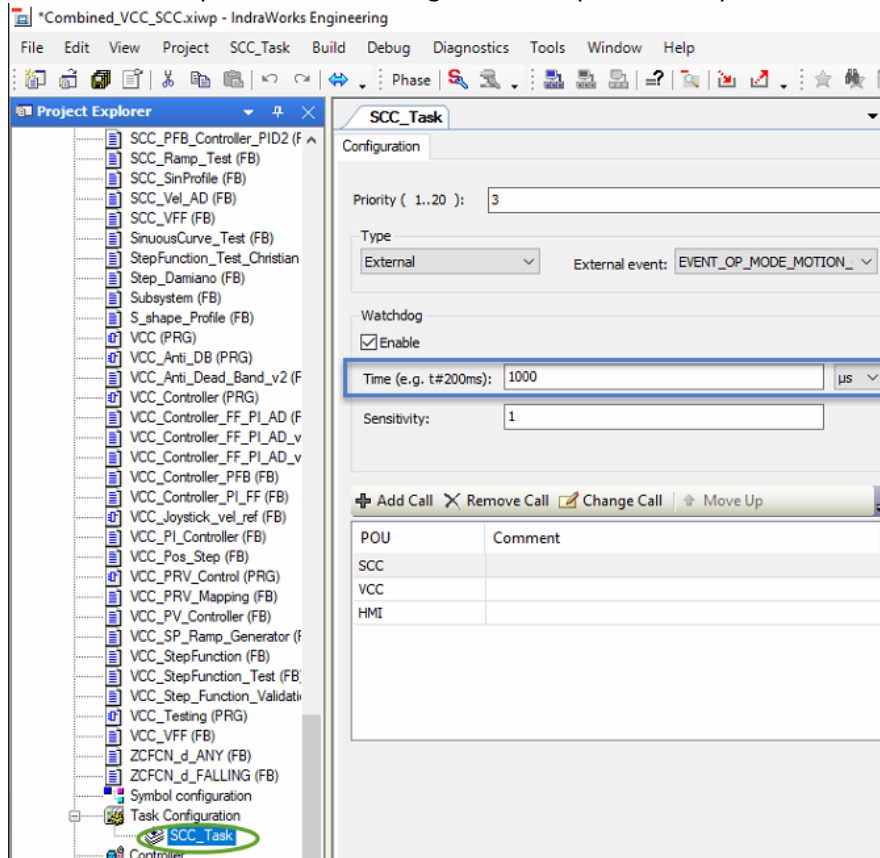 *Combined_VCC_SCC.xiwp - IndraWorks Engineering
File Edit View Project SCC_Task Build Debug Diagnostics Tools Window Help
Phase
Project Explorer
SCC_PFB_Controller_PID2 (F
SCC_Ramp_Test (FB)
SCC_SinProfile (FB)
SCC_Vel_AD (FB)
SCC_VFF (FB)
SinuousCurve_Test (FB)
StepFunction_Test_Christian
Step_Damiano (FB)
Subsystem (FB)
S_shape_Profile (FB)
VCC (PRG)
VCC_Anti_DB (PRG)
VCC_Anti_Dead_Band_v2 (F
VCC_Controller (PRG)
VCC_Controller_FF_PI_AD (F
VCC_Controller_FF_PI_AD_v
VCC_Controller_FF_PI_AD_v
VCC_Controller_PFB (FB)
VCC_Controller_PI_FF (FB)
VCC_Joystick_vel_ref (FB)
VCC_PI_Controller (FB)
VCC_Pos_Step (FB)
VCC_PRV_Control (PRG)
VCC_PRV_Mapping (FB)
VCC_PV_Controller (FB)
VCC_SP_Ramp_Generator (F
VCC_StepFunction (FB)
VCC_StepFunction_Test (FB)
VCC_Step_Function_Validati
VCC_Testing (PRG)
VCC_VFF (FB)
ZCFCN_d_ANY (FB)
ZCFCN_d_FALLING (FB)
Symbol configuration
Task Configuration
SCC_Task
Controller
SCC_Task
Configuration
Priority ( 1..20 ): 3
Type
External External event: EVENT_OP_MODE_MOTION_
Watchdog
Enable
Time (e.g. t#200ms): 1000 µs
Sensitivity: 1
Add Call Remove Call Change Call Move Up
POU Comment
SCC
VCC
HMI